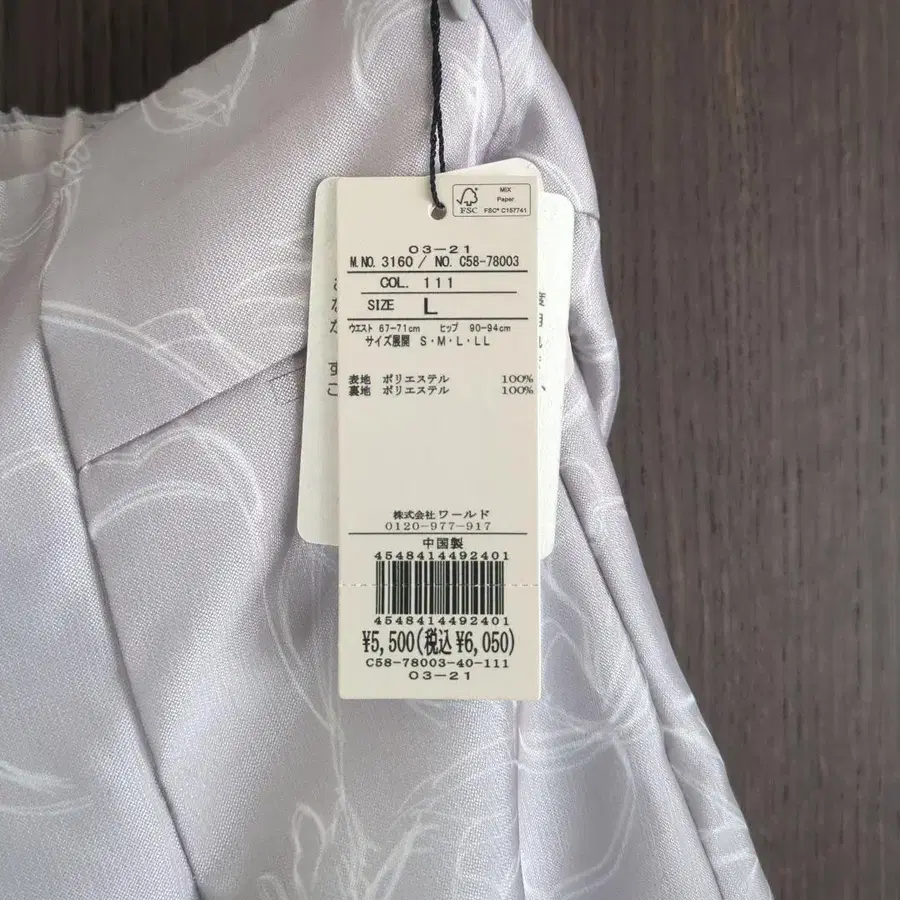 MIX
Paper
FSC
FSC® C157741
03-21
M.NO. 3160 / NO. C58-78003
COL. 111
SIZE L
ウエスト 67-71cm ヒップ 90-94cm
サイズ展開 S・M・L・LL
表地 ポリエステル 100%
裏地 ポリエステル 100%
株式会社ワールド
0120-977-917
中国製
4548414492401
4548414492401
¥5,500(税込¥6,050)
C58-78003-40-111
03-21